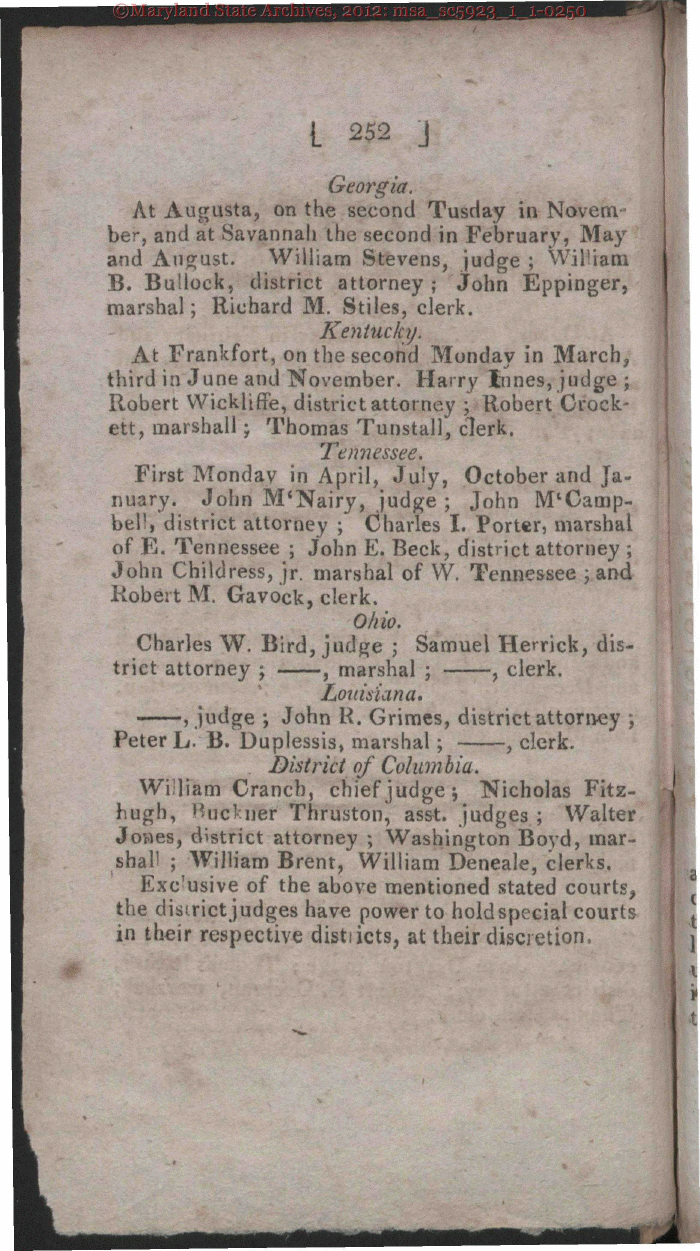 ©Maryland State Archives, 2012: msa_sc5923_1_1-0250
[ 252 ]
Georgia.
At Augusta, on the second Tusday in Novem-
ber, and at Savannah the second in February, May
and August. William Stevens, judge ; William
B. Bullock, district attorney ; John Eppinger,
marshal ; Richard M. Stiles, clerk.
Kentucky.
At Frankfort, on the second Monday in March,
third in June and November. Harry Innes, judge ;
Robert Wickliffe, district attorney ; Robert Crock-
ett, marshall ; Thomas Tunstall, clerk.
Tennessee.
First Monday in April, July, October and Ja-
nuary. John M‘Nairy, judge ; John M‘Camp-
bell, district attorney ; Charles I. Porter, marshal
of E. Tennessee ; John E. Beck, district attorney ;
John Childress, jr. marshal of W. Tennessee ; and
Robert M. Gavock, clerk.
Ohio.
Charles W. Bird, judge ; Samuel Herrick, dis-
trict attorney ; ——, marshal ; ——, clerk.
Louisiana.
——, judge ; John R. Grimes, district attorney ;
Peter L. B. Duplessis, marshal ; ——, clerk.
District of Columbia.
William Cranch, chief judge ; Nicholas Fitz-
hugh, Buckner Thruston, asst. judges ; Walter
Jones, district attorney ; Washington Boyd, mar-
shall ; William Brent, William Deneale, clerks.
Exclusive of the above mentioned stated courts,
the district judges have power to hold special courts
in their respective districts, at their discretion.